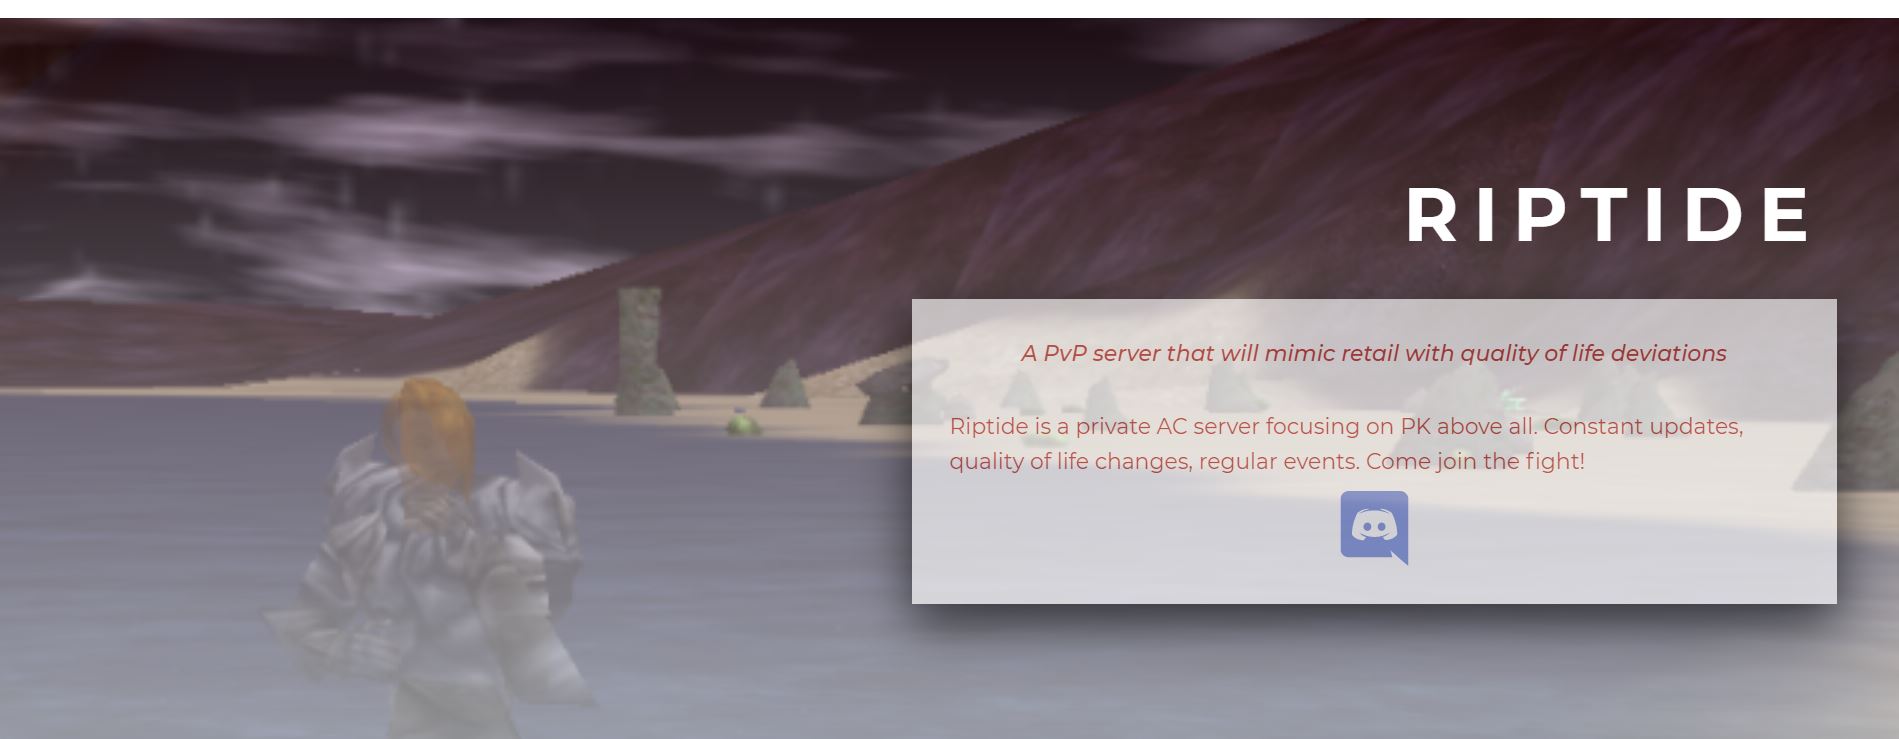 RIPTIDE
A PvP server that will mimic retail with quality of life deviations
Riptide is a private AC server focusing on PK above all. Constant updates,
quality of life changes, regular events. Come join the fight!